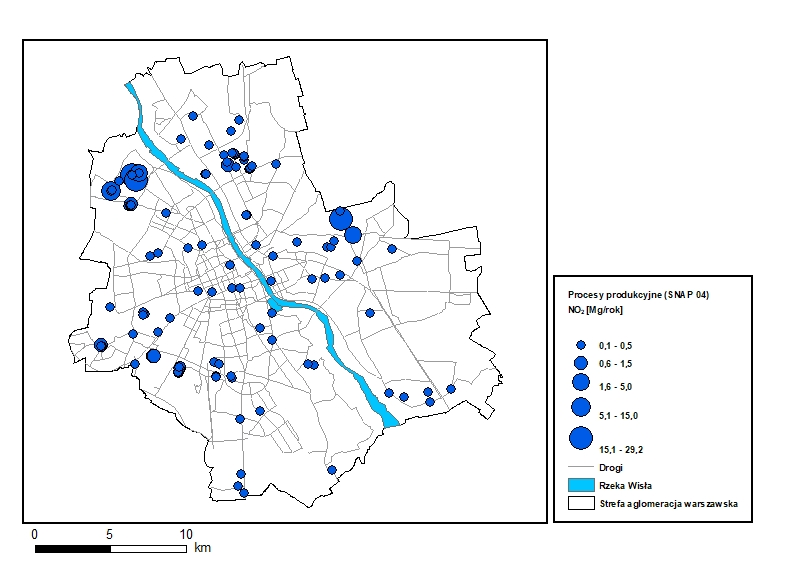 Procesy produkcyjne (SNAP 04)
NO₂ [Mg/rok]
0,1 - 0,5
0,6 - 1,5
1,6 - 5,0
5,1 - 15,0
15,1 - 29,2
Drogi
Rzeka Wisła
Strefa aglomeracja warszawska
0 5 10
km